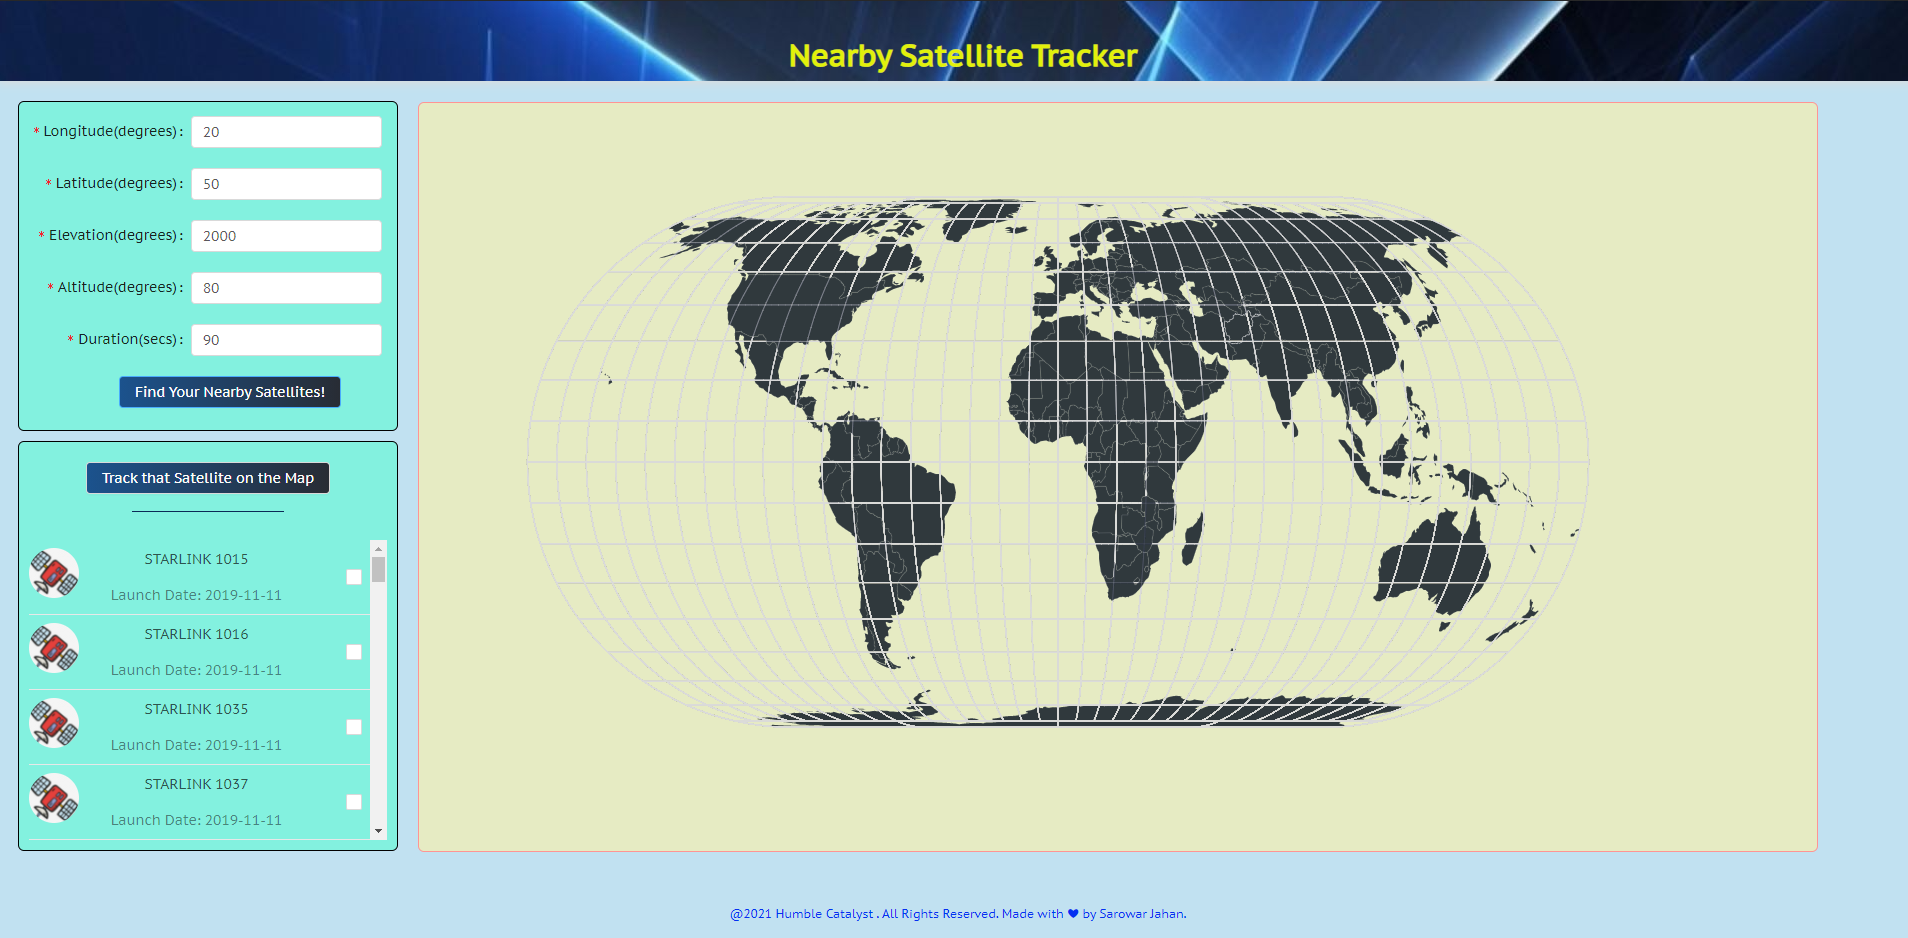 Nearby Satellite Tracker
* Longitude(degrees) : 20
* Latitude(degrees) : 50
* Elevation(degrees) : 2000
* Altitude(degrees) : 80
* Duration(secs) : 90
Find Your Nearby Satellites!
Track that Satellite on the Map
STARLINK 1015
Launch Date: 2019-11-11
STARLINK 1016
Launch Date: 2019-11-11
STARLINK 1035
Launch Date: 2019-11-11
STARLINK 1037
Launch Date: 2019-11-11
@2021 Humble Catalyst . All Rights Reserved. Made with ♥ by Sarowar Jahan.